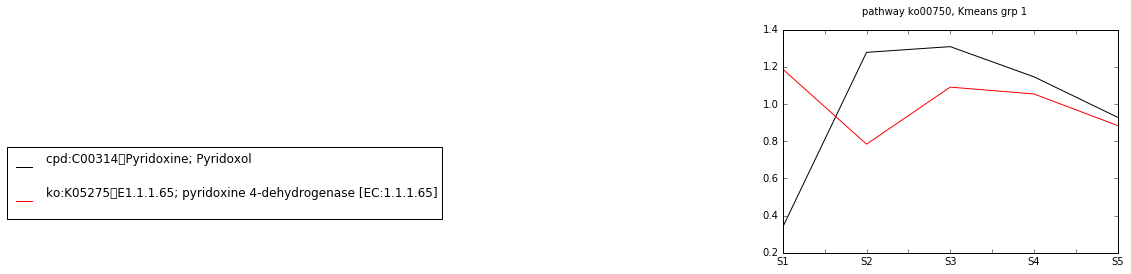 pathway ko00750, Kmeans grp 1
1.4
1.2
1.0
0.8
0.6
0.4
0.2
S1 S2 S3 S4 S5
cpd:C00314▯Pyridoxine; Pyridoxol
ko:K05275▯E1.1.1.65; pyridoxine 4-dehydrogenase [EC:1.1.1.65]